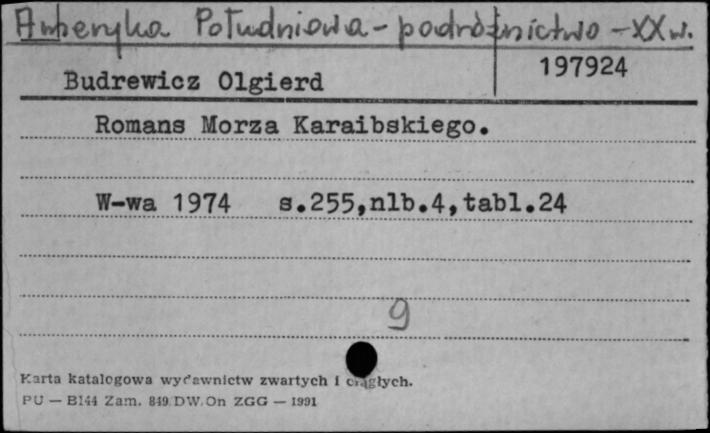 Ameryka Południowa - podróżnictwo - XX w.
Budrewicz Olgierd
197924
Romans Morza Karaibskiego.
W-wa 1974 s.255,nlb.4,tabl.24
9
Karta katalogowa wydawnictw zwartych i ciągłych.
PU — B144 Zam. 849 DW.On ZGG — 1991